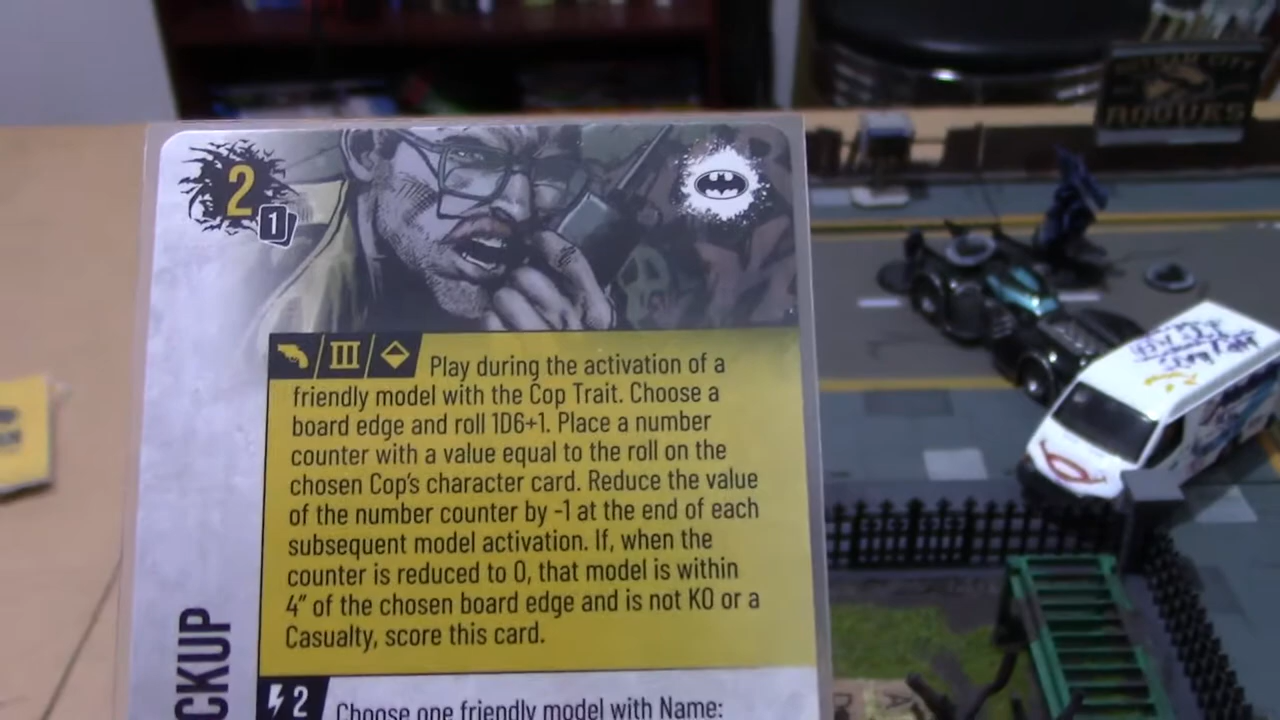 2
1
III
Play during the activation of a
friendly model with the Cop Trait. Choose a
board edge and roll 1D6+1. Place a number
counter with a value equal to the roll on the
chosen Cop's character card. Reduce the value
of the number counter by -1 at the end of each
subsequent model activation. If, when the
counter is reduced to 0, that model is within
4” of the chosen board edge and is not KO or a
Casualty, score this card.
CKUP
2
Choose one friendly model with Name:
GOTHAM CITY
ROGUES